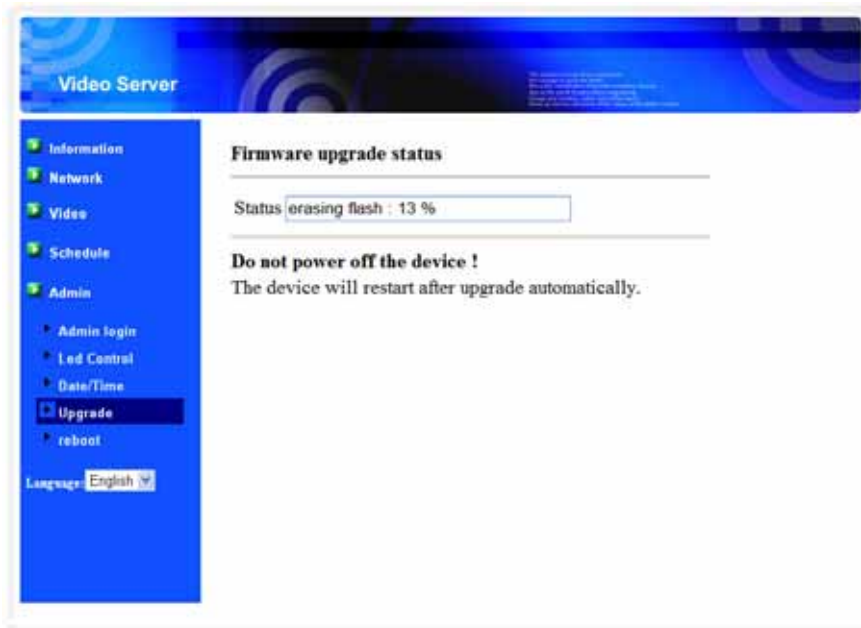 Video Server
Information
Network
Video
Schedule
Admin
Admin login
Led Control
Date/Time
Upgrade
reboot
Language: English
Firmware upgrade status
Status erasing flash : 13 %
Do not power off the device !
The device will restart after upgrade automatically.